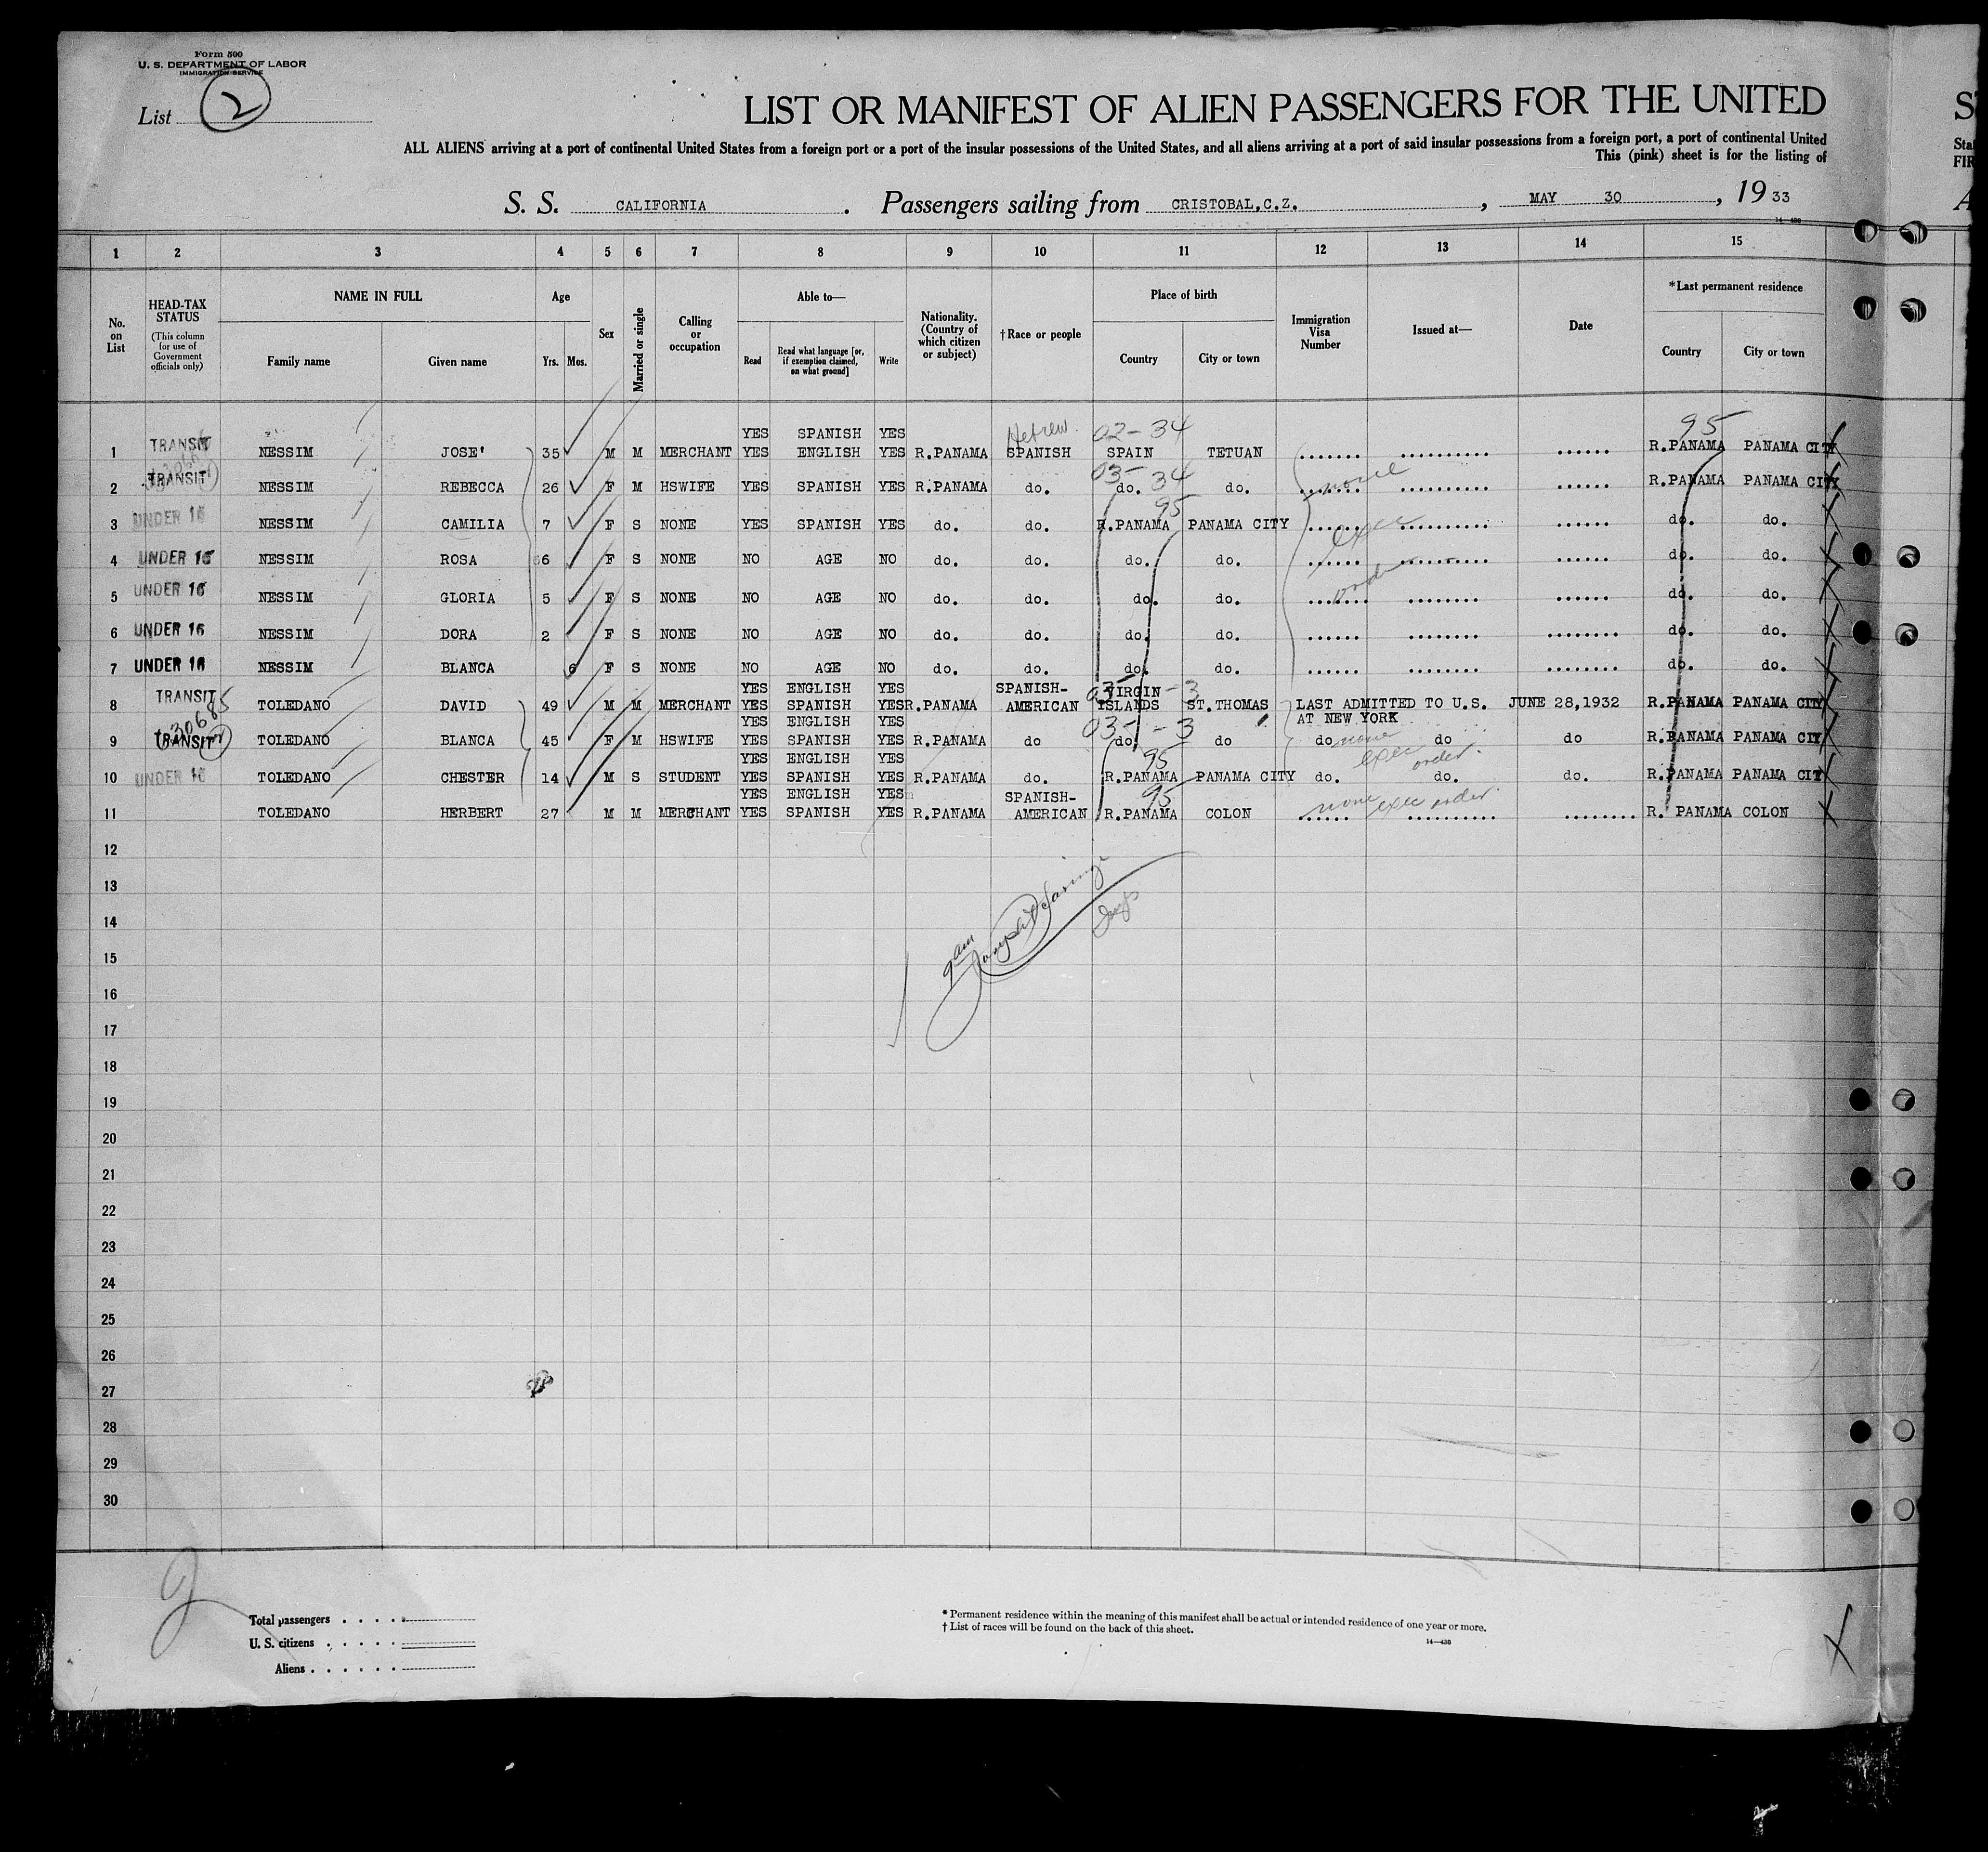 Form 500
U. S. DEPARTMENT OF LABOR
IMMIGRATION SERVICE
List 2
LIST OR MANIFEST OF ALIEN PASSENGERS FOR THE UNITED
ALL ALIENS arriving at a port of continental United States from a foreign port or a port of the insular possessions of the United States, and all aliens arriving at a port of said insular possessions from a foreign port, a port of continental United
This (pink) sheet is for the listing of
S. S. CALIFORNIA. Passengers sailing from CRISTOBAL,C.Z., MAY 30, 19 33
14—430
1 2 3 4 5 6 7 8 9 10 11 12 13 14 15
No. on List
HEAD-TAX STATUS
(This column for use of Government officials only)
NAME IN FULL
Family name Given name
Age
Yrs. Mos.
Sex
Married or single
Calling or occupation
Able to—
Read
Read what language [or, if exemption claimed, on what ground]
Write
Nationality. (Country of which citizen or subject)
†Race or people
Place of birth
Country City or town
Immigration Visa Number
Issued at—
Date
*Last permanent residence
Country City or town
YES SPANISH YES Hebrew 02-34 95
1 TRANSIT NESSIM JOSE' 35 M M MERCHANT YES ENGLISH YES R.PANAMA SPANISH SPAIN TETUAN ....... .......... ...... R.PANAMA PANAMA CITY
03- 34
2 TRANSIT NESSIM REBECCA 26 F M HSWIFE YES SPANISH YES R.PANAMA do. do. do. none R.PANAMA PANAMA CITY
95
3 UNDER 16 NESSIM CAMILIA 7 F S NONE YES SPANISH YES do. do. R.PANAMA PANAMA CITY exec do. do.
4 UNDER 16 NESSIM ROSA 6 F S NONE NO AGE NO do. do. do. do. order do. do.
5 UNDER 16 NESSIM GLORIA 5 F S NONE NO AGE NO do. do. do. do. do. do.
6 UNDER 16 NESSIM DORA 2 F S NONE NO AGE NO do. do. do. do. do. do.
7 UNDER 16 NESSIM BLANCA 6 F S NONE NO AGE NO do. do. do. do. do. do.
YES ENGLISH YES SPANISH- 03 VIRGIN -3
8 TRANSIT TOLEDANO DAVID 49 M M MERCHANT YES SPANISH YES R.PANAMA AMERICAN ISLANDS ST.THOMAS LAST ADMITTED TO U.S. JUNE 28,1932 R.PANAMA PANAMA CITY
YES ENGLISH YES 03- -3 AT NEW YORK
9 TRANSIT TOLEDANO BLANCA 45 F M HSWIFE YES SPANISH YES R.PANAMA do do do do none do do R.PANAMA PANAMA CIY
YES ENGLISH YES 95 exec order
10 UNDER 16 TOLEDANO CHESTER 14 M S STUDENT YES SPANISH YES R.PANAMA do. R.PANAMA PANAMA CITY do. do. do. R.PANAMA PANAMA CIT
YES ENGLISH YES SPANISH- 95 none exec order
11 TOLEDANO HERBERT 27 M M MERCHANT YES SPANISH YES R.PANAMA AMERICAN R.PANAMA COLON ...... .......... ........ R. PANAMA COLON
12
13
14
15
16
17
18
19
20
21
22
23
24
25
26
27
28
29
30
2
Total passengers
U. S. citizens
Aliens
* Permanent residence within the meaning of this manifest shall be actual or intended residence of one year or more.
† List of races will be found on the back of this sheet.
14—430